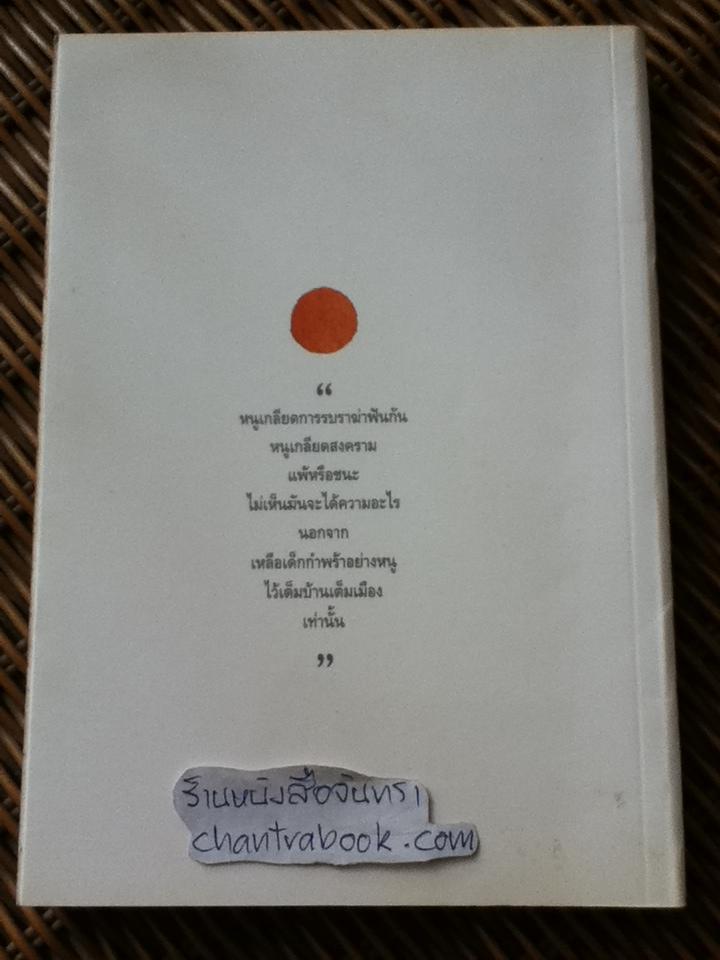 “
หนูเกลียดการรบราฆ่าฟันกัน
หนูเกลียดสงคราม
แพ้หรือชนะ
ไม่เห็นมันจะได้ความอะไร
นอกจาก
เหลือเด็กกำพร้าอย่างหนู
ไว้เต็มบ้านเต็มเมือง
เท่านั้น
”
ร้านหนังสือจันทรา
chantrabook.com